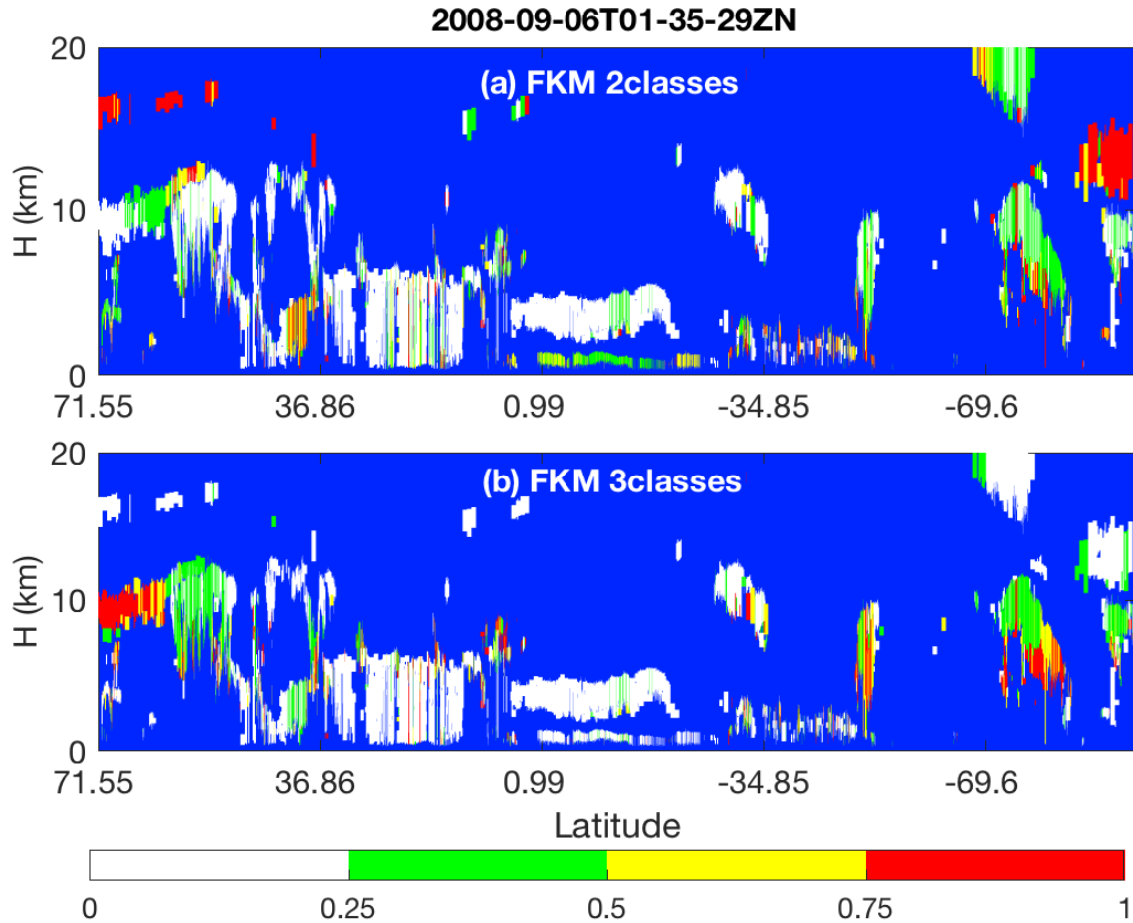 2008-09-06T01-35-29ZN
20
(a) FKM 2classes
H (km)
10
0
71.55 36.86 0.99 -34.85 -69.6
20
(b) FKM 3classes
H (km)
10
0
71.55 36.86 0.99 -34.85 -69.6
Latitude
0 0.25 0.5 0.75 1